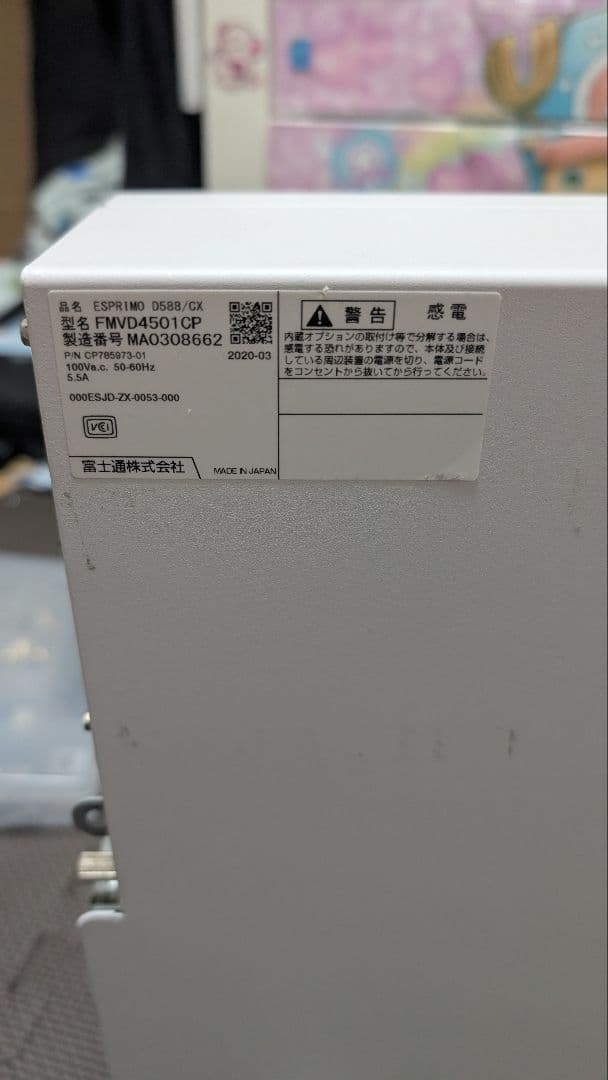 品名 ESPRIMO D588/CX
型名 FMVD4501CP
製造番号 MA0308662
P/N CP785973-01 2020-03
100Va.c. 50-60Hz
5.5A
000ESJD-ZX-0053-000
VCI
富士通株式会社
MADE IN JAPAN
警告 感電
内蔵オプションの取付け等で分解する場合は、
感電する恐れがありますので、本体及び接続
している周辺装置の電源を切り、電源コード
をコンセントから抜いてから行ってください。